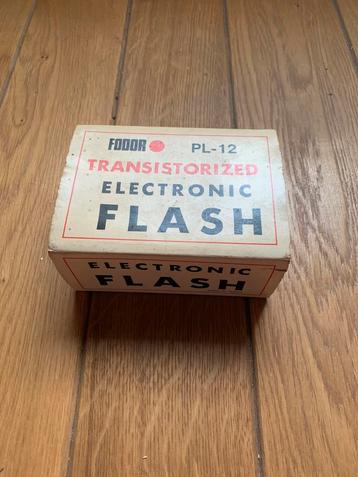 FODOR PL-12
TRANSISTORIZED
ELECTRONIC
FLASH
ELECTRONIC
FLASH